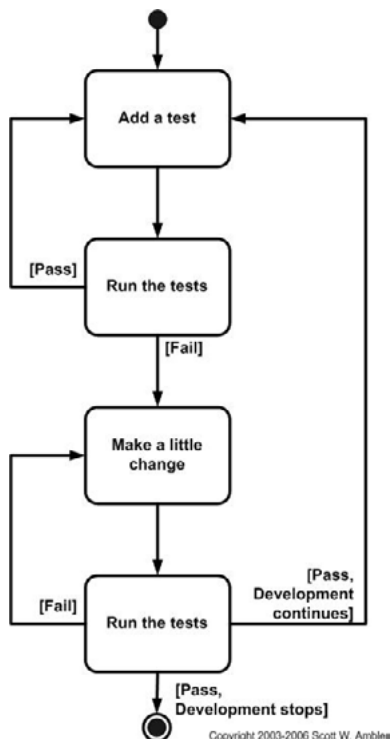 Add a test
[Pass]
Run the tests
[Fail]
Make a little
change
[Fail]
Run the tests
[Pass,
Development
continues]
[Pass,
Development stops]
Copyright 2003-2006 Scott W.